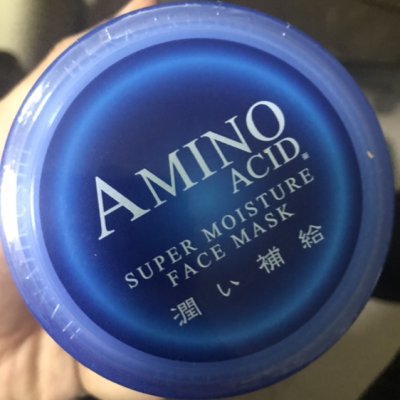 AMINO
ACID
SUPER MOISTURE
FACE MASK
潤い補給